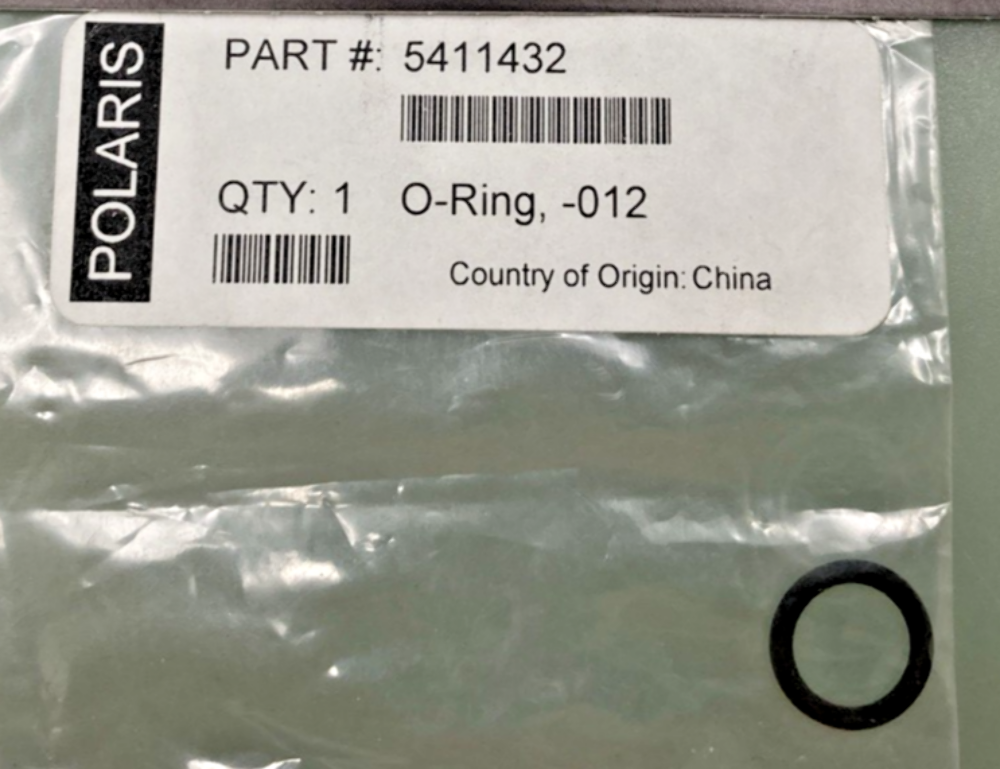 POLARIS
PART #: 5411432
QTY: 1 O-Ring, -012
Country of Origin: China